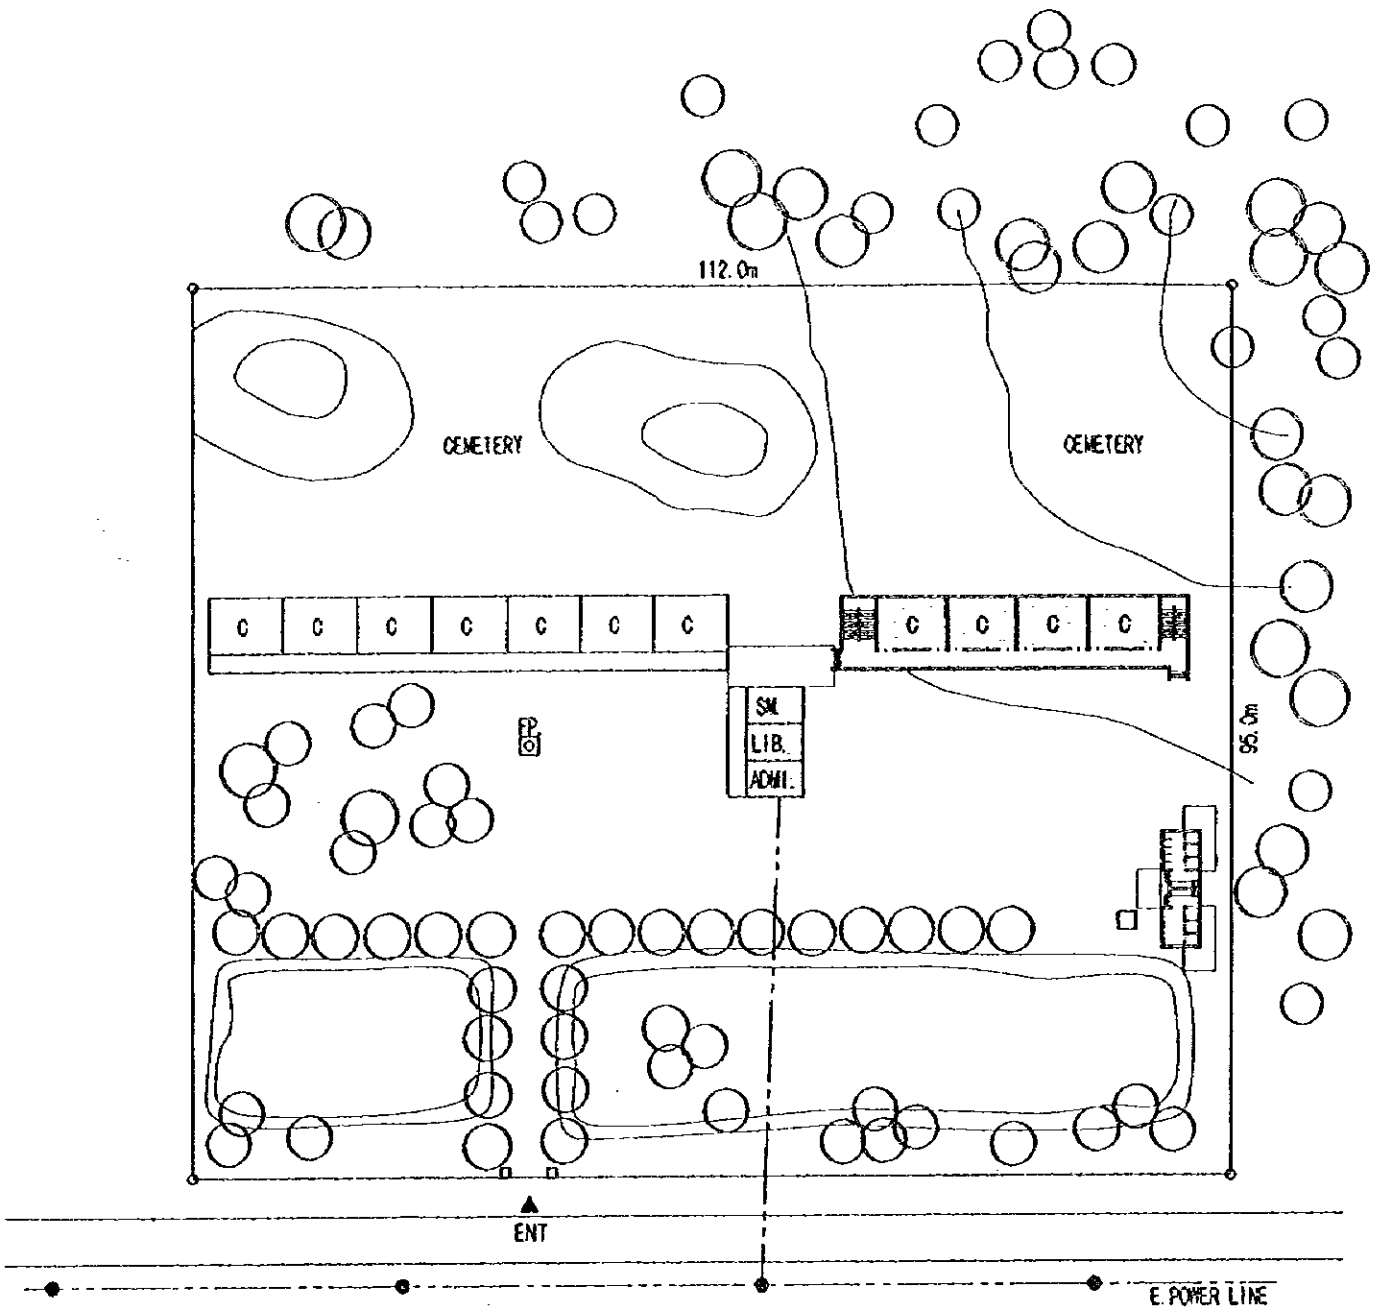 112.0m
CEMETERY
CEMETERY
C C C C C C C C C C C
SM.
FP.
LIB.
ADMI.
95.0m
ENT
E.POWER LINE